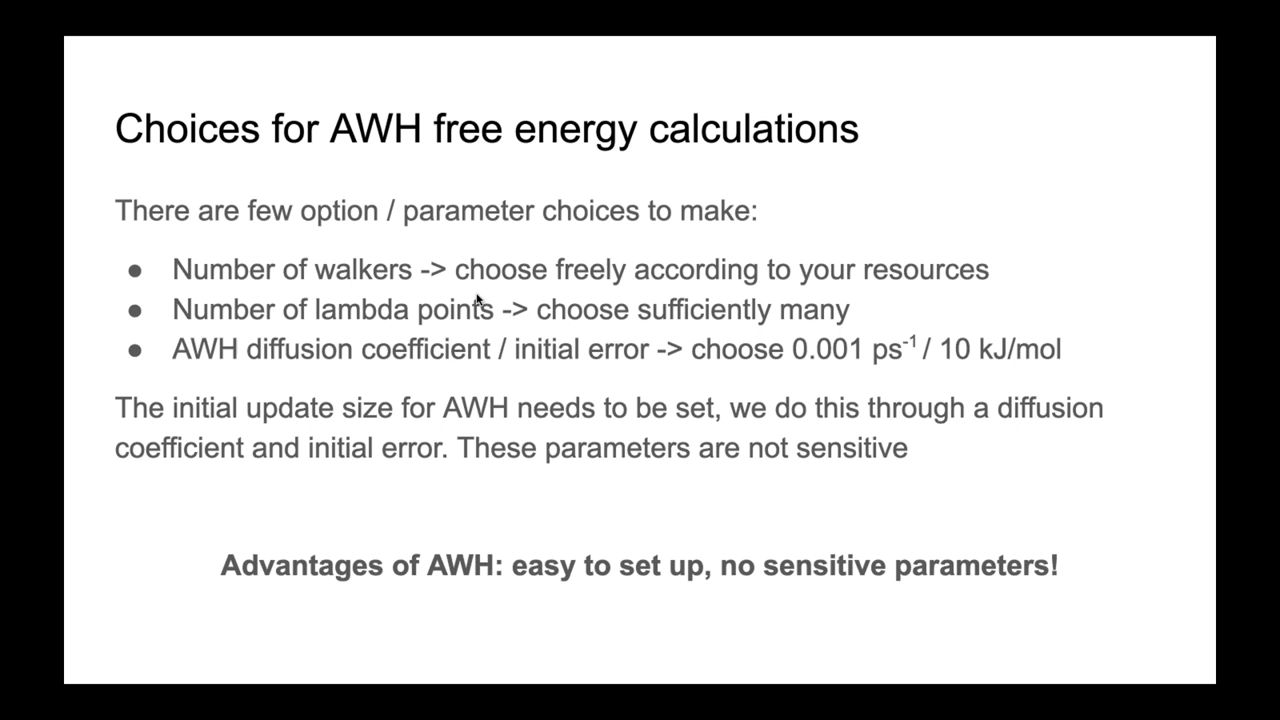 Choices for AWH free energy calculations
There are few option / parameter choices to make:
● Number of walkers -> choose freely according to your resources
● Number of lambda points -> choose sufficiently many
● AWH diffusion coefficient / initial error -> choose 0.001 ps⁻¹ / 10 kJ/mol
The initial update size for AWH needs to be set, we do this through a diffusion
coefficient and initial error. These parameters are not sensitive
Advantages of AWH: easy to set up, no sensitive parameters!